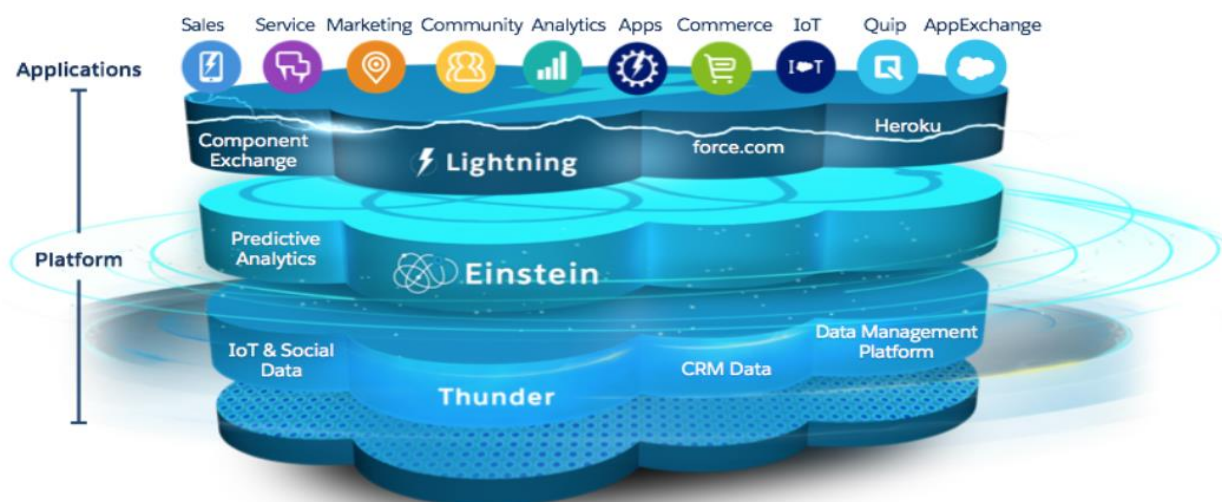 Sales Service Marketing Community Analytics Apps Commerce IoT Quip AppExchange
Applications
I T
Component
Exchange
Lightning
force.com
Heroku
Platform
Predictive
Analytics
Einstein
IoT & Social
Data
Thunder
CRM Data
Data Management
Platform